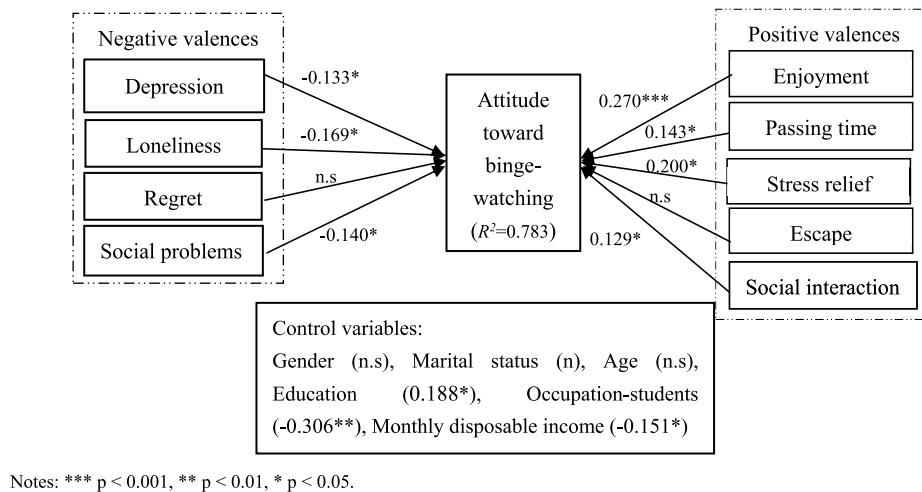 Negative valences
Depression
Loneliness
Regret
Social problems
-0.133*
-0.169*
n.s
-0.140*
Attitude
toward
binge-
watching
(R²=0.783)
0.270***
0.143*
0.200*
n.s
0.129*
Positive valences
Enjoyment
Passing time
Stress relief
Escape
Social interaction
Control variables:
Gender (n.s), Marital status (n), Age (n.s),
Education (0.188*), Occupation-students
(-0.306**), Monthly disposable income (-0.151*)
Notes: *** p < 0.001, ** p < 0.01, * p < 0.05.